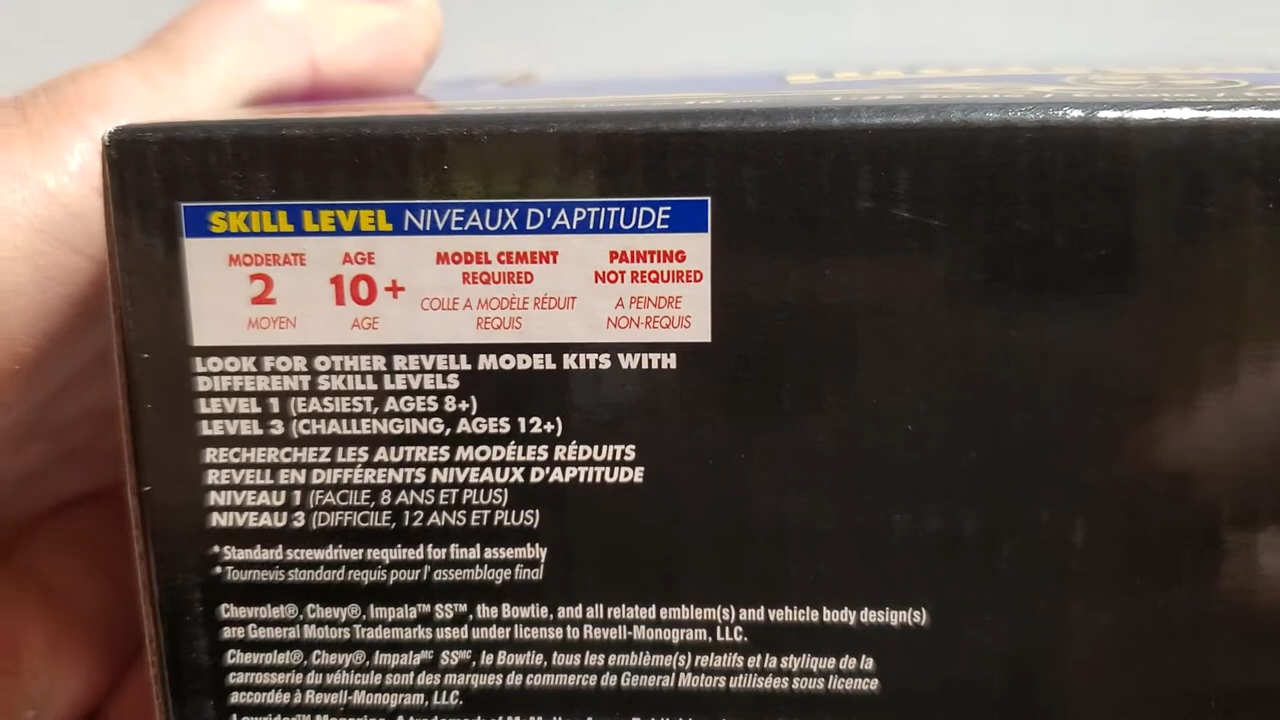 SKILL LEVEL NIVEAUX D'APTITUDE
MODERATE
2
MOYEN
AGE
10+
AGE
MODEL CEMENT
REQUIRED
COLLE A MODÈLE RÉDUIT
REQUIS
PAINTING
NOT REQUIRED
A PEINDRE
NON-REQUIS
LOOK FOR OTHER REVELL MODEL KITS WITH
DIFFERENT SKILL LEVELS
LEVEL 1 (EASIEST, AGES 8+)
LEVEL 3 (CHALLENGING, AGES 12+)
RECHERCHEZ LES AUTRES MODÉLES RÉDUITS
REVELL EN DIFFÉRENTS NIVEAUX D'APTITUDE
NIVEAU 1 (FACILE, 8 ANS ET PLUS)
NIVEAU 3 (DIFFICILE, 12 ANS ET PLUS)
* Standard screwdriver required for final assembly
* Tournevis standard requis pour l' assemblage final
Chevrolet®, Chevy®, Impala™ SS™, the Bowtie, and all related emblem(s) and vehicle body design(s)
are General Motors Trademarks used under license to Revell-Monogram, LLC.
Chevrolet®, Chevy®, Impalaᴹᶜ SSᴹᶜ, le Bowtie, tous les emblème(s) relatifs et la stylique de la
carrosserie du véhicule sont des marques de commerce de General Motors utilisées sous licence
accordée à Revell-Monogram, LLC.